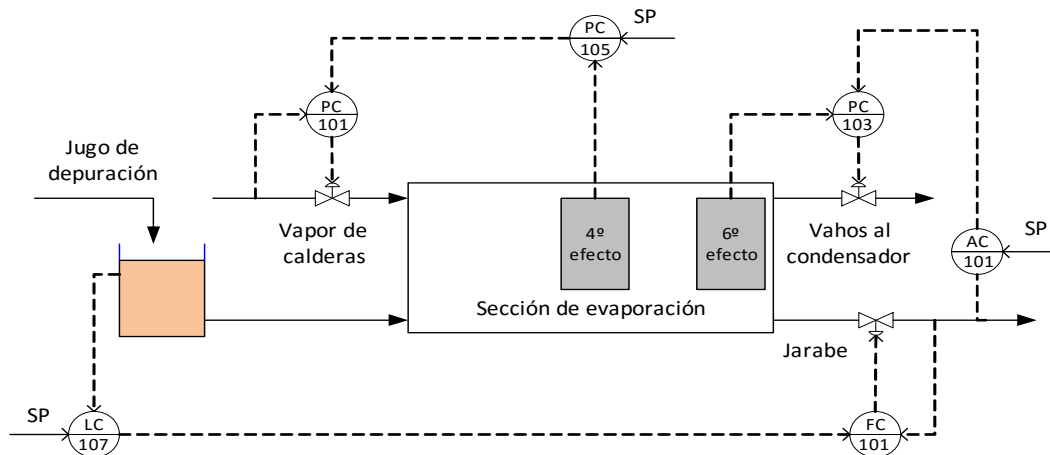 PC
105
SP
PC
101
PC
103
Jugo de
depuración
Vapor de
calderas
4º
efecto
6º
efecto
Vahos al
condensador
AC
101
SP
Sección de evaporación
Jarabe
SP
LC
107
FC
101